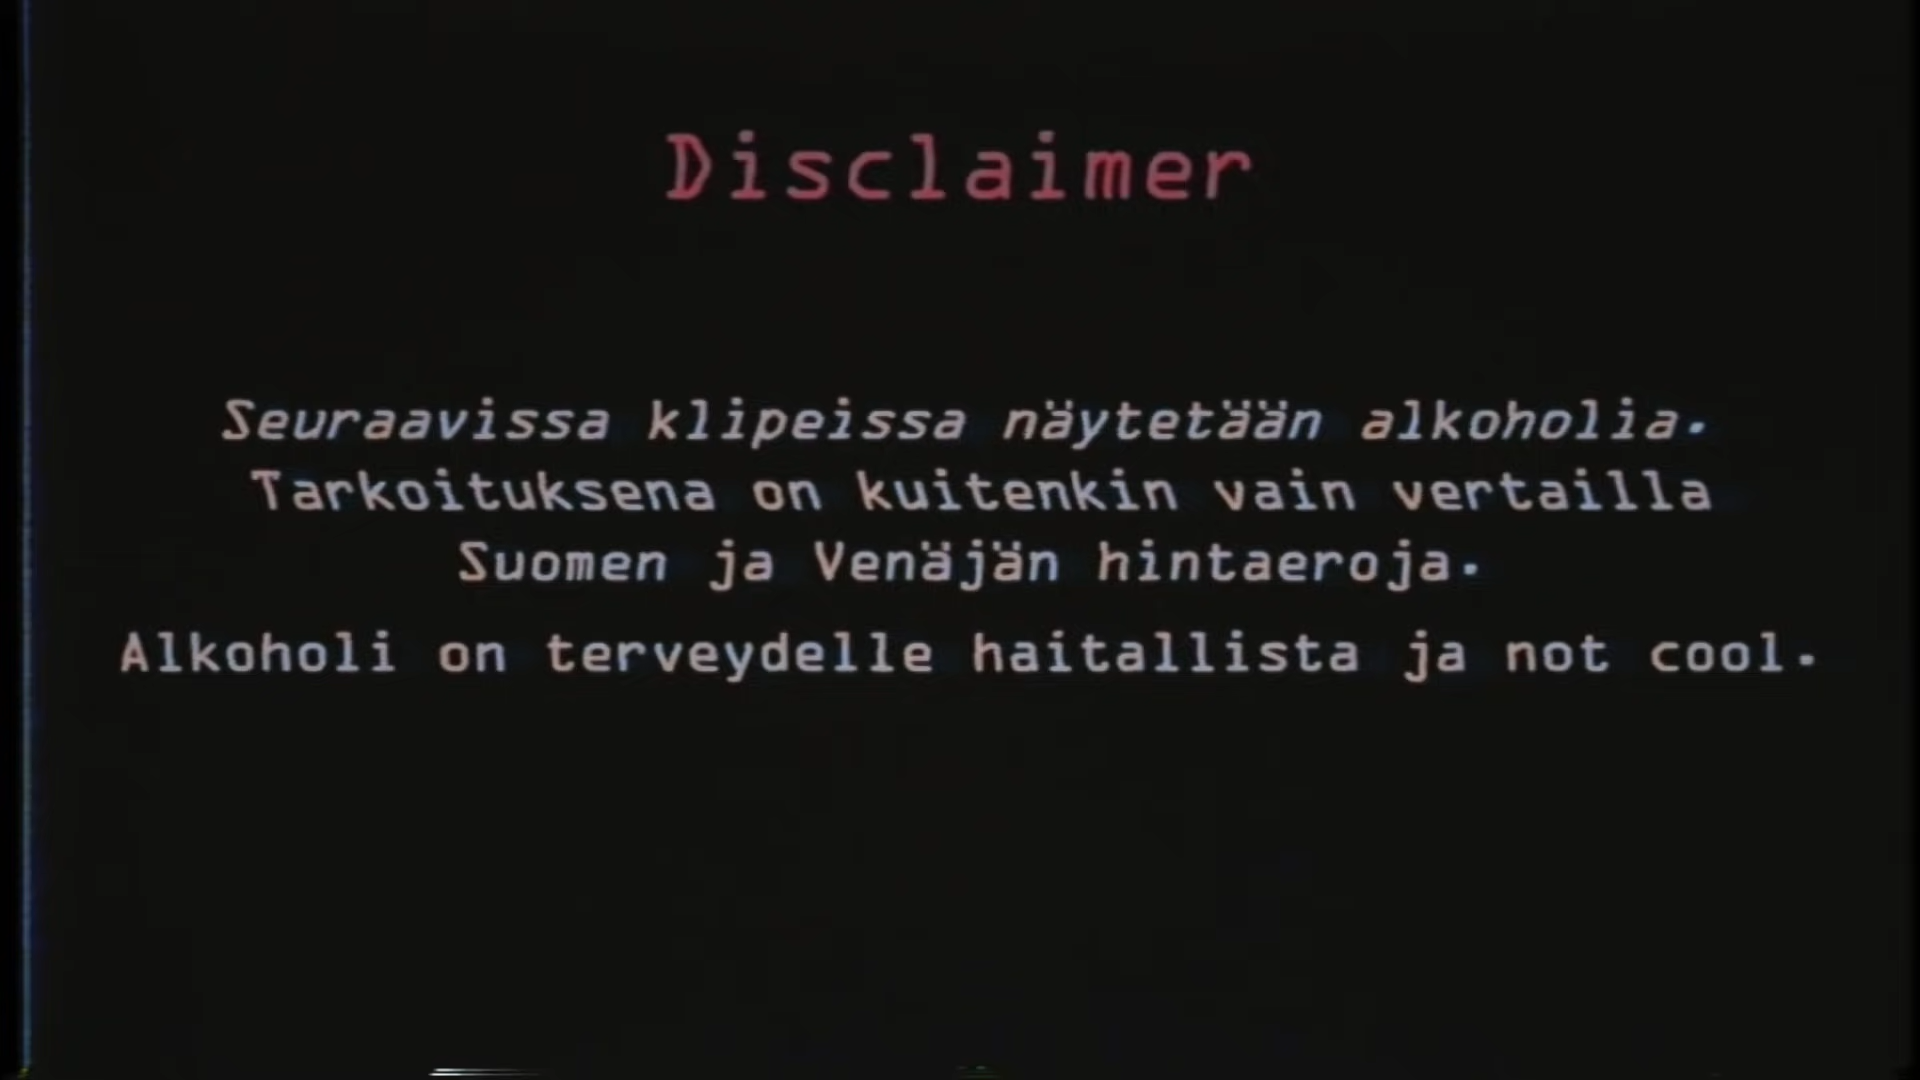 Disclaimer
Seuraavissa klipeissa näytetään alkoholia.
Tarkoituksena on kuitenkin vain vertailla
Suomen ja Venäjän hintaeroja.
Alkoholi on terveydelle haitallista ja not cool.